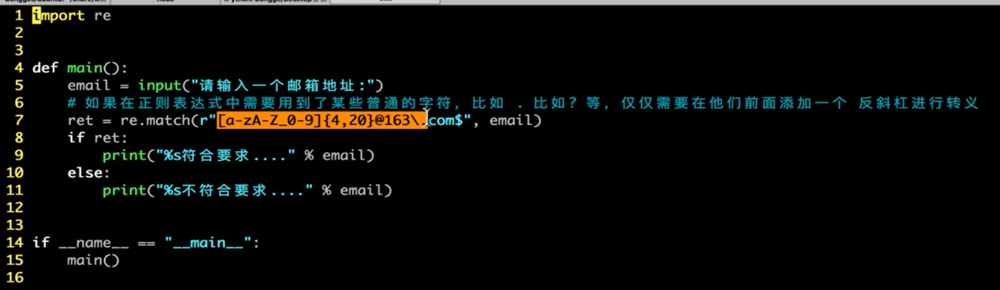 1 import re
2
3
4 def main():
5     email = input("请输入一个邮箱地址:")
6     # 如果在正则表达式中需要用到了某些普通的字符, 比如 . 比如? 等, 仅仅需要在他们前面添加一个 反斜杠进行转义
7     ret = re.match(r"[a-zA-Z_0-9]{4,20}@163\.com$", email)
8     if ret:
9         print("%s符合要求...." % email)
10     else:
11         print("%s不符合要求...." % email)
12
13
14 if __name__ == "__main__":
15     main()
16